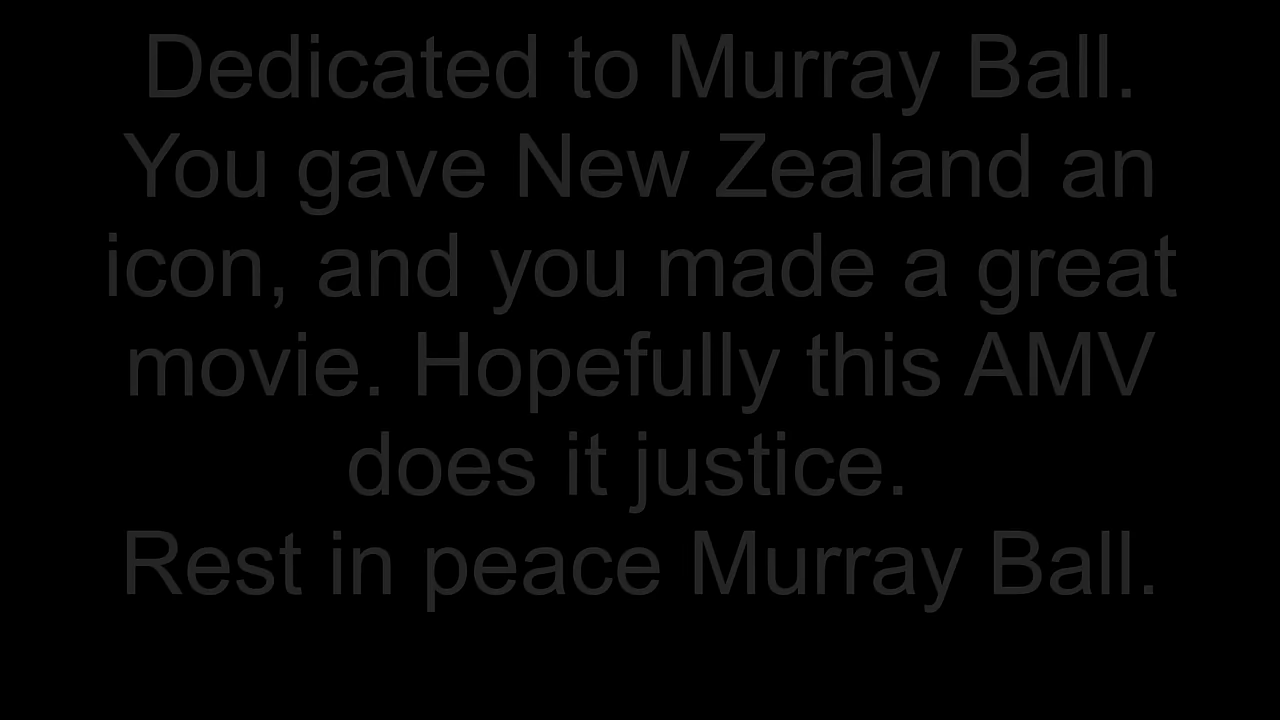 Dedicated to Murray Ball.
You gave New Zealand an
icon, and you made a great
movie. Hopefully this AMV
does it justice.
Rest in peace Murray Ball.